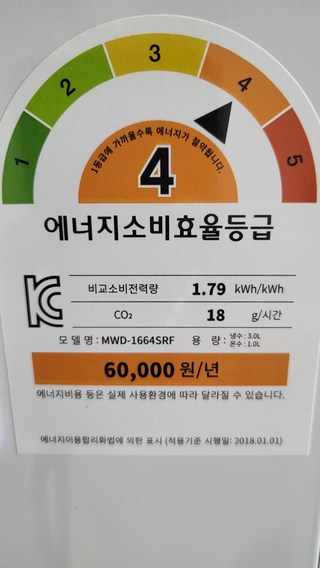 1 2 3 4 5
1등급에 가까울수록 에너지가 절약됩니다.
4
에너지소비효율등급
비교소비전력량 1.79 kWh/kWh
CO₂ 18 g/시간
모델명: MWD-1664SRF 용 량: 냉수 : 3.0L
온수 : 1.0L
60,000 원/년
에너지비용 등은 실제 사용환경에 따라 달라질 수 있습니다.
에너지이용합리화법에 의한 표시 (적용기준 시행일: 2018.01.01)